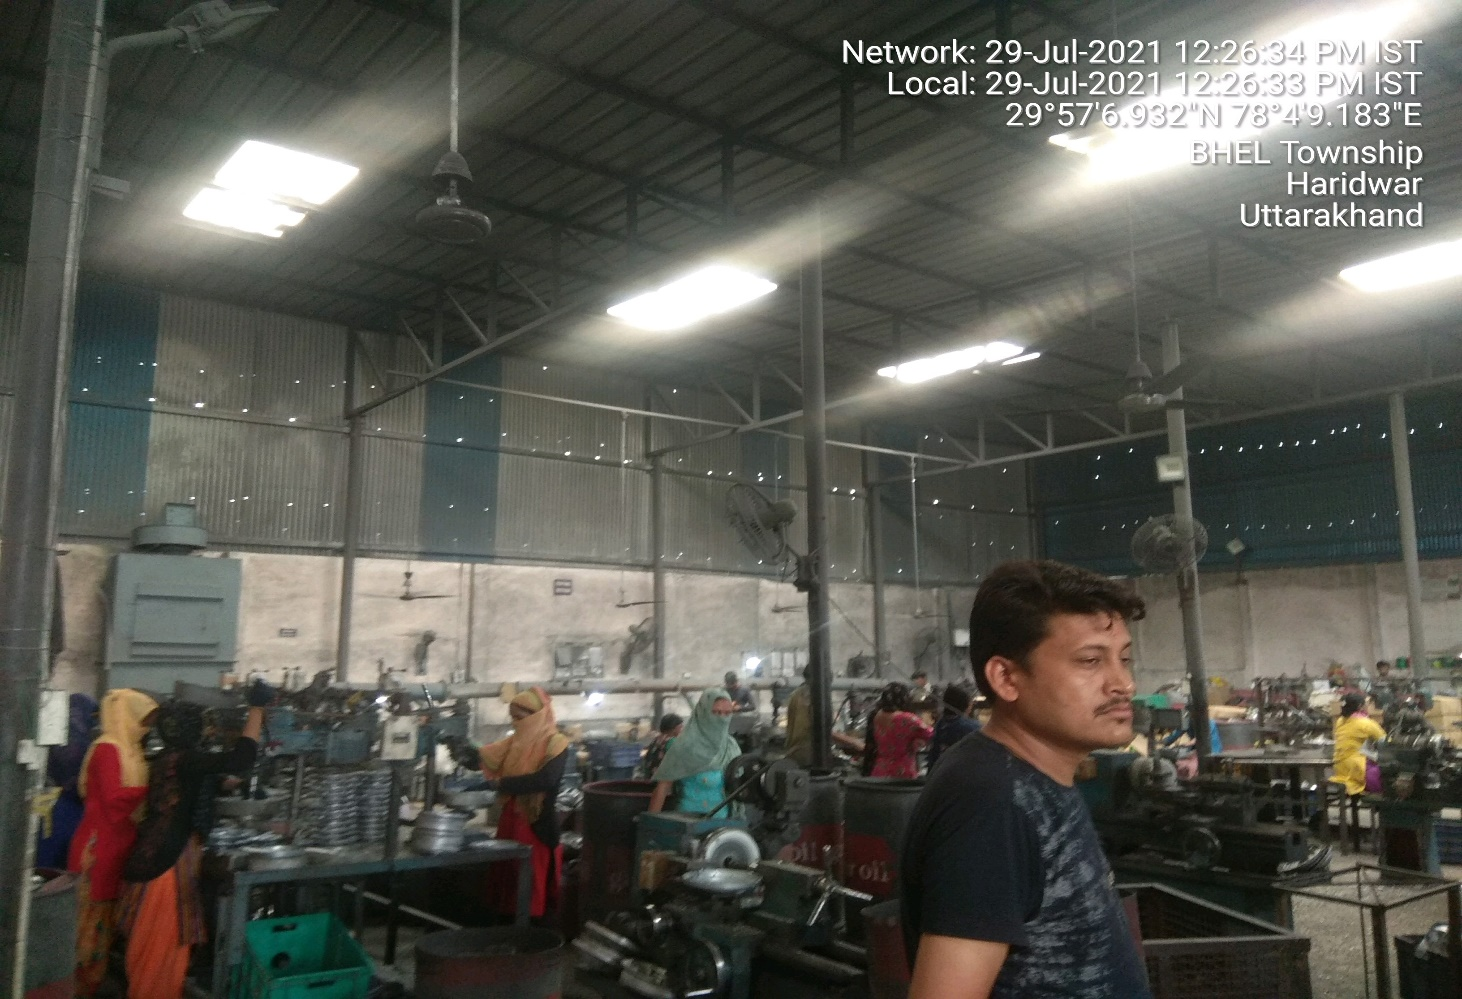 Network: 29-Jul-2021 12:26:34 PM IST
Local: 29-Jul-2021 12:26:33 PM IST
29°57'6.932"N 78°4'9.183"E
BHEL Township
Haridwar
Uttarakhand